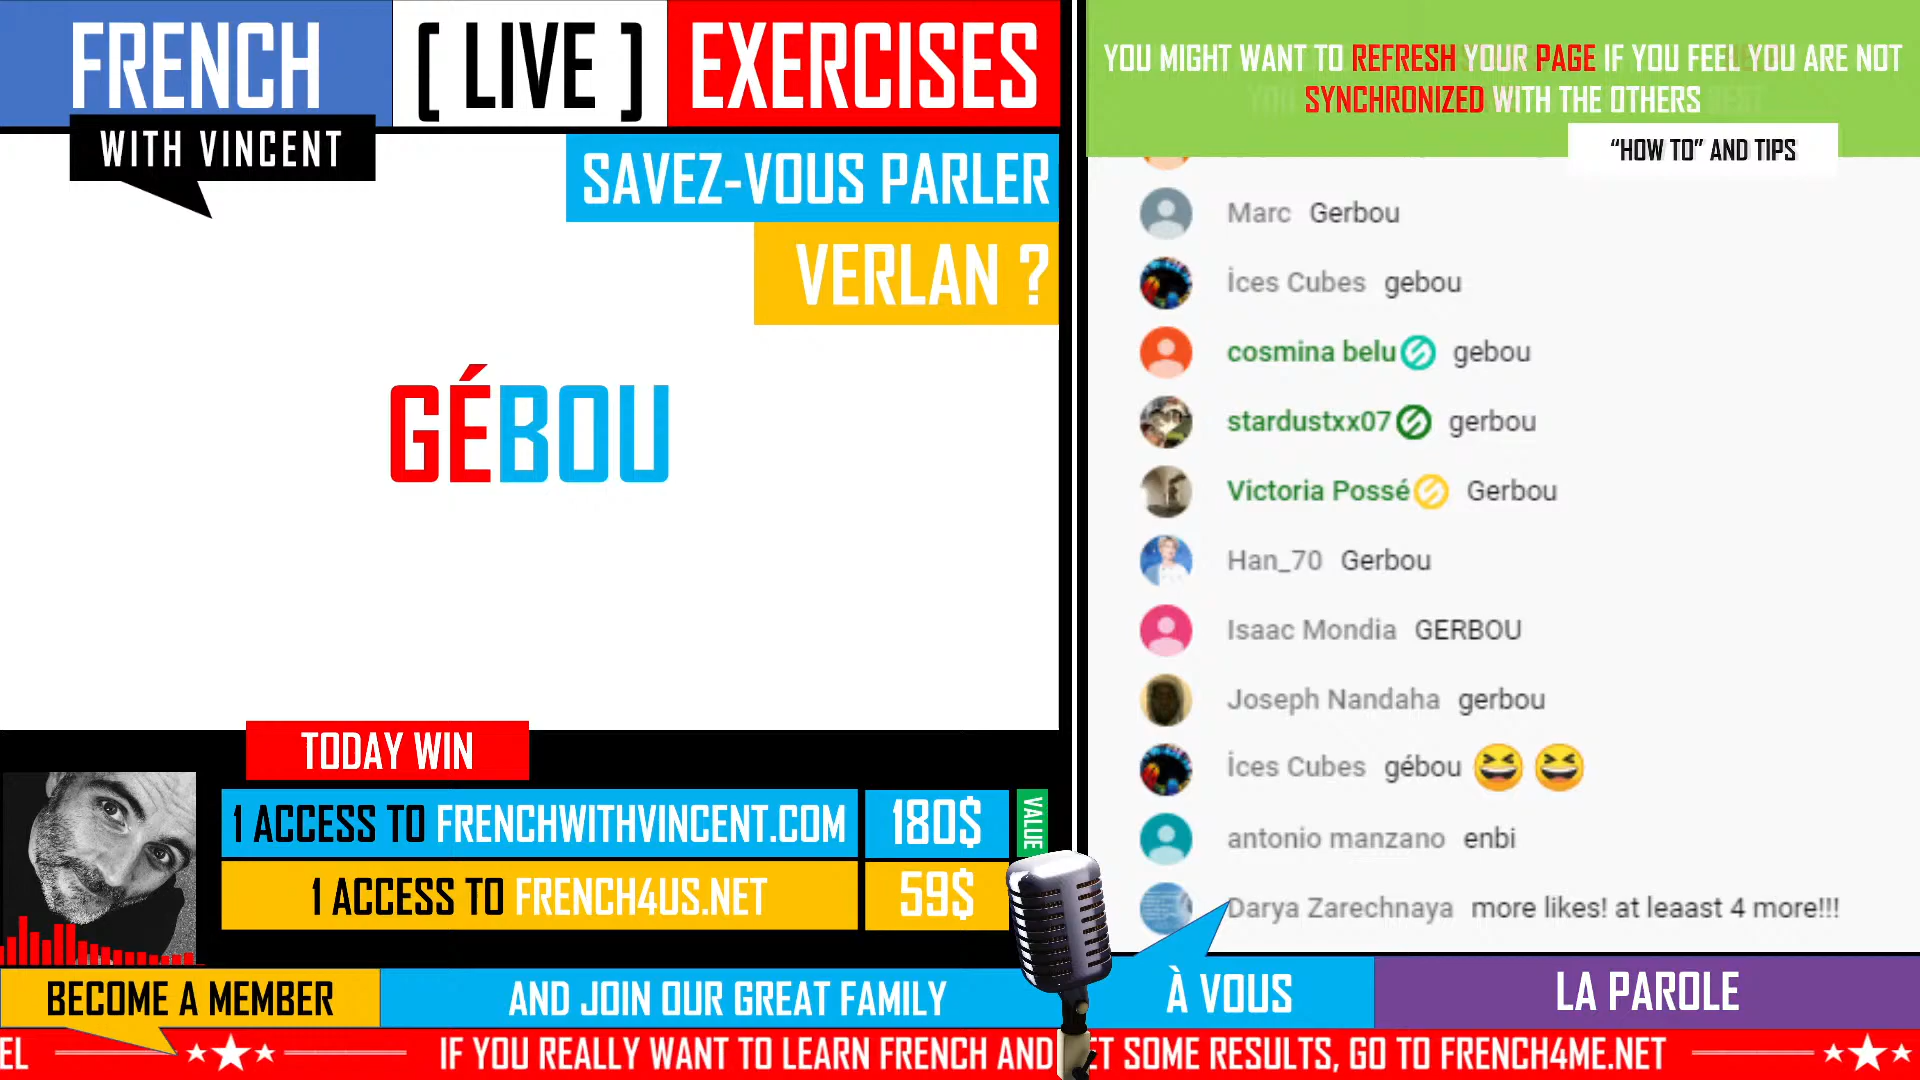 FRENCH
[ LIVE ]
EXERCISES
WITH VINCENT
SAVEZ-VOUS PARLER
VERLAN ?
GÉBOU
TODAY WIN
1 ACCESS TO FRENCHWITHVINCENT.COM
180$
VALUE
1 ACCESS TO FRENCH4US.NET
59$
BECOME A MEMBER
AND JOIN OUR GREAT FAMILY
YOU MIGHT WANT TO REFRESH YOUR PAGE IF YOU FEEL YOU ARE NOT
SYNCHRONIZED WITH THE OTHERS
“HOW TO” AND TIPS
Marc Gerbou
İces Cubes gebou
cosmina belu gebou
stardustxx07 gerbou
Victoria Possé Gerbou
Han_70 Gerbou
Isaac Mondia GERBOU
Joseph Nandaha gerbou
İces Cubes gébou 😆 😆
antonio manzano enbi
Darya Zarechnaya more likes! at leaast 4 more!!!
À VOUS
LA PAROLE
EL
IF YOU REALLY WANT TO LEARN FRENCH AND ET SOME RESULTS, GO TO FRENCH4ME.NET